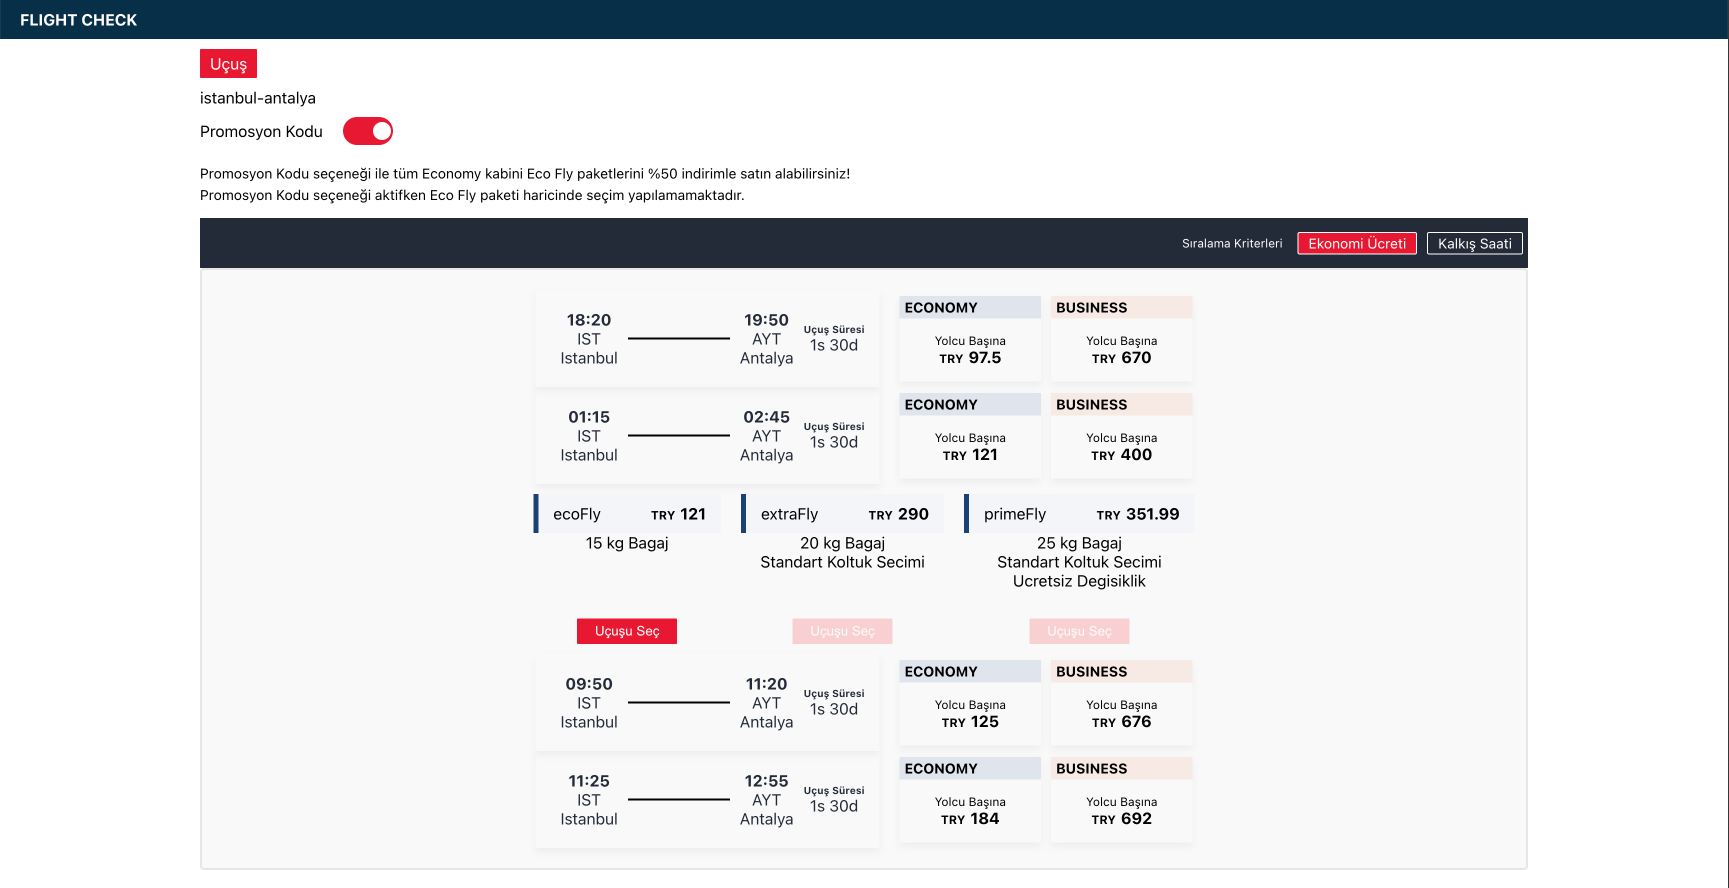 FLIGHT CHECK
Uçuş
istanbul-antalya
Promosyon Kodu
Promosyon Kodu seçeneği ile tüm Economy kabini Eco Fly paketlerini %50 indirimle satın alabilirsiniz!
Promosyon Kodu seçeneği aktifken Eco Fly paketi haricinde seçim yapılamamaktadır.
Sıralama Kriterleri Ekonomi Ücreti Kalkış Saati
18:20
IST
Istanbul
19:50
AYT
Antalya
Uçuş Süresi
1s 30d
ECONOMY
Yolcu Başına
TRY 97.5
BUSINESS
Yolcu Başına
TRY 670
01:15
IST
Istanbul
02:45
AYT
Antalya
Uçuş Süresi
1s 30d
ECONOMY
Yolcu Başına
TRY 121
BUSINESS
Yolcu Başına
TRY 400
ecoFly TRY 121
15 kg Bagaj
Uçuşu Seç
extraFly TRY 290
20 kg Bagaj
Standart Koltuk Secimi
Uçuşu Seç
primeFly TRY 351.99
25 kg Bagaj
Standart Koltuk Secimi
Ucretsiz Degisiklik
Uçuşu Seç
09:50
IST
Istanbul
11:20
AYT
Antalya
Uçuş Süresi
1s 30d
ECONOMY
Yolcu Başına
TRY 125
BUSINESS
Yolcu Başına
TRY 676
11:25
IST
Istanbul
12:55
AYT
Antalya
Uçuş Süresi
1s 30d
ECONOMY
Yolcu Başına
TRY 184
BUSINESS
Yolcu Başına
TRY 692